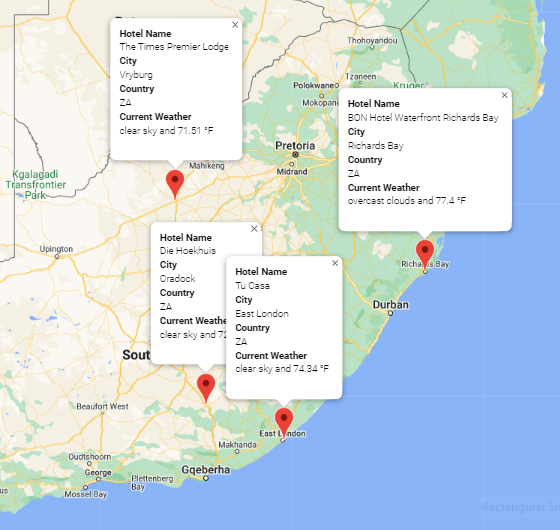 Hotel Name
The Times Premier Lodge
City
Vryburg
Country
ZA
Current Weather
clear sky and 71.51 °F
Thohoyandou
Tzaneen
Polokwane
Mokopane
Kruger
Hotel Name
BON Hotel Waterfront Richards Bay
City
Richards Bay
Country
ZA
Current Weather
overcast clouds and 77.4 °F
Pretoria
Midrand
Mahikeng
Kgalagadi
Transfrontier
Park
Upington
Hotel Name
Die Hoekhuis
City
Cradock
Country
ZA
Current Weathe
clear sky and 72
Hotel Name
Tu Casa
City
East London
Country
ZA
Current Weather
clear sky and 74.34 °F
Richards Bay
Durban
South
Beaufort West
East London
Makhanda
Oudtshoorn
George
Mossel Bay
Plettenberg
Bay
Gqeberha
Rectangular Sn